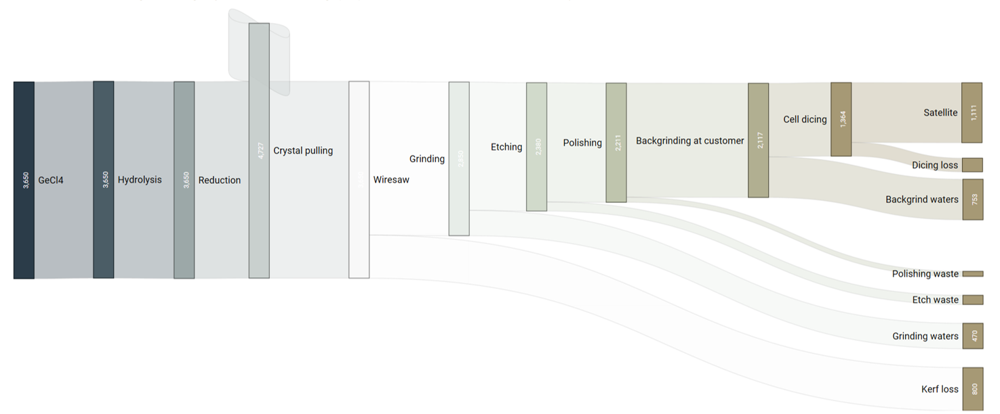 3,650
GeCl4
3,650
Hydrolysis
3,650
Reduction
4,727
Crystal pulling
Wiresaw
Grinding
2,850
Etching
2,380
Polishing
2,211
Backgrinding at customer
2,117
Cell dicing
1,364
Satellite
1,111
Dicing loss
Backgrind waters
753
Polishing waste
Etch waste
Grinding waters
470
Kerf loss
800